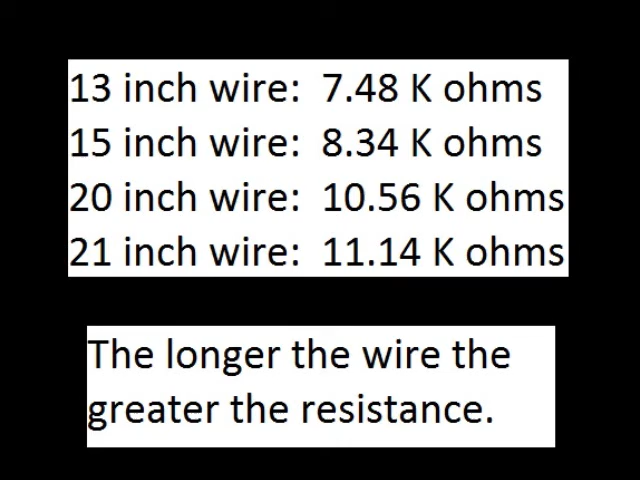 13 inch wire:  7.48 K ohms
15 inch wire:  8.34 K ohms
20 inch wire:  10.56 K ohms
21 inch wire:  11.14 K ohms
The longer the wire the
greater the resistance.